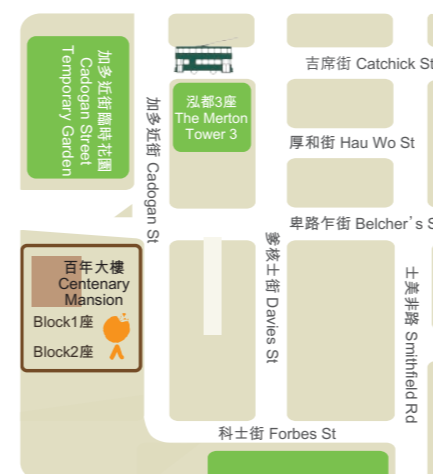 吉席街 Catchick St
加多近街臨時花園
Cadogan Street
Temporary Garden
加多近街 Cadogan St
泓都3座
The Merton
Tower 3
厚和街 Hau Wo St
卑路乍街 Belcher's S
百年大樓
Centenary
Mansion
Block1座
Block2座
爹核士街 Davies St
士美非路 Smithfield Rd
科士街 Forbes St